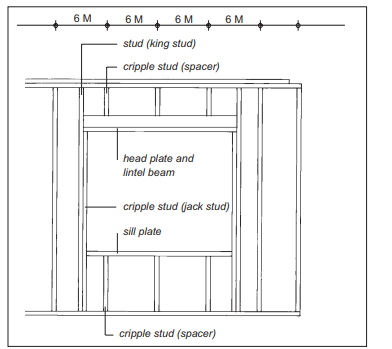 6 M 6 M 6 M 6 M
stud (king stud)
cripple stud (spacer)
head plate and
lintel beam
cripple stud (jack stud)
sill plate
cripple stud (spacer)